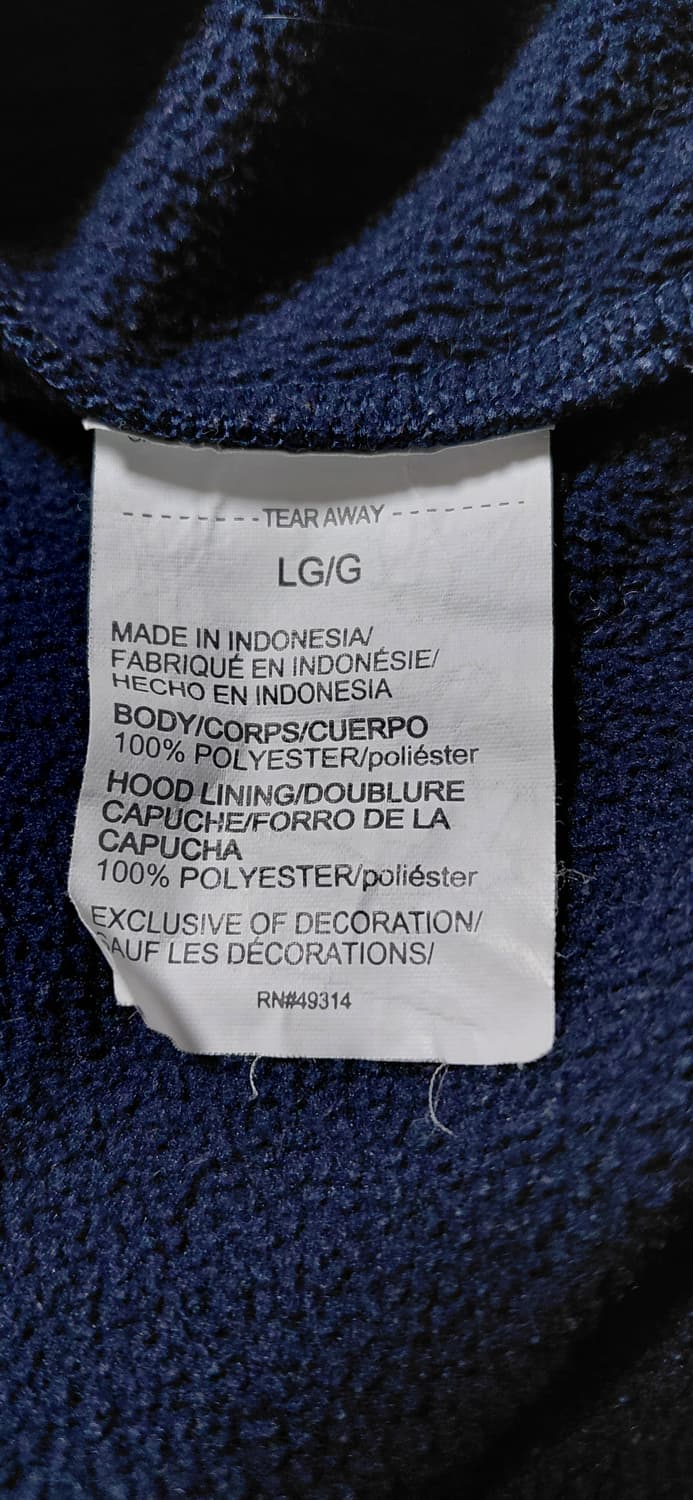 --------TEAR AWAY--------
LG/G
MADE IN INDONESIA/
FABRIQUÉ EN INDONÉSIE/
HECHO EN INDONESIA
BODY/CORPS/CUERPO
100% POLYESTER/poliéster
HOOD LINING/DOUBLURE
CAPUCHE/FORRO DE LA
CAPUCHA
100% POLYESTER/poliéster
EXCLUSIVE OF DECORATION/
SAUF LES DÉCORATIONS/
RN#49314